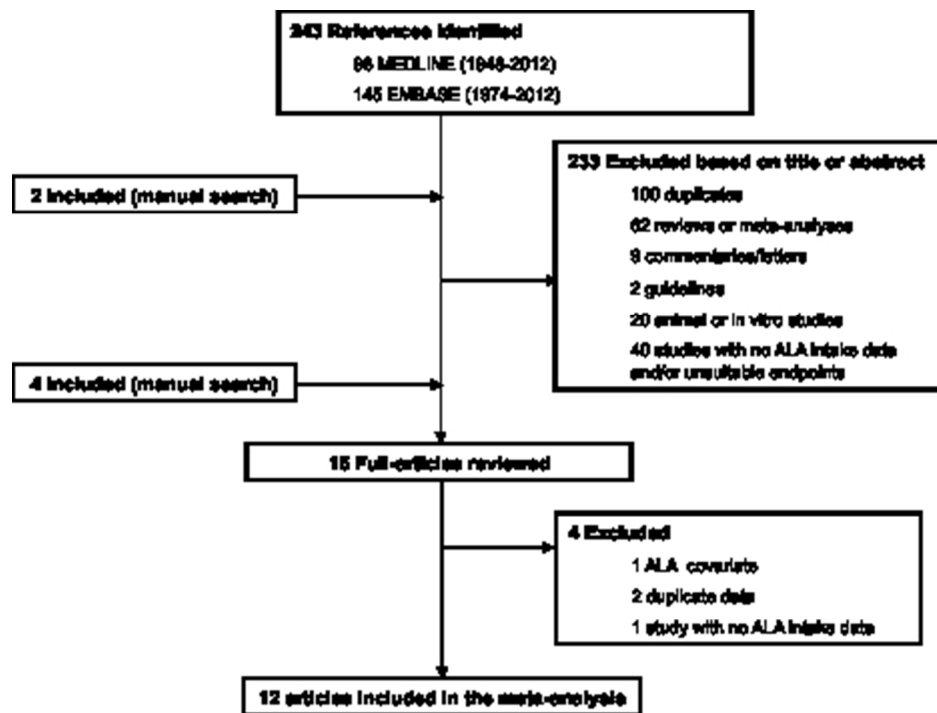 243 References identified
96 MEDLINE (1948-2012)
145 EMBASE (1974-2012)
2 included (manual search)
233 Excluded based on title or abstract
100 duplicates
62 reviews or meta-analyses
9 commentaries/letters
2 guidelines
20 animal or in vitro studies
40 studies with no ALA intake data
and/or unsuitable endpoints
4 included (manual search)
Full-articles reviewed
4 Excluded
1 ALA covariate
2 duplicate data
1 study with no ALA intake data
12 articles included in the meta-analysis